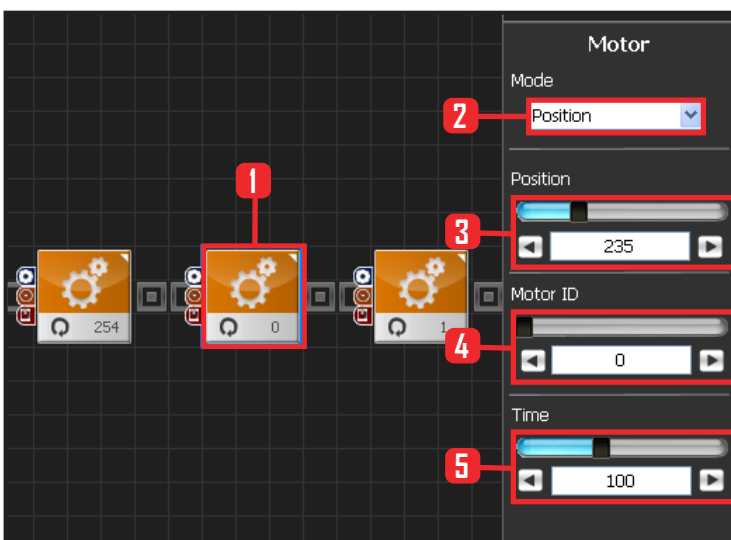 Motor
Mode
2
Position
1
Position
3
235
Motor ID
254
0
1
4
0
Time
5
100